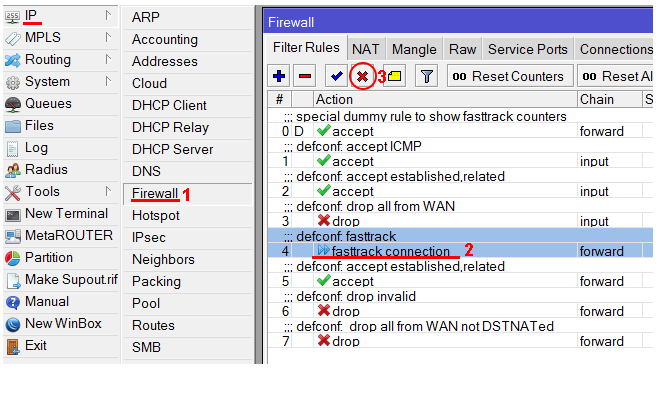 IP
MPLS
Routing
System
Queues
Files
Log
Radius
Tools
New Terminal
MetaROUTER
Partition
Make Supout.rif
Manual
New WinBox
Exit
ARP
Accounting
Addresses
Cloud
DHCP Client
DHCP Relay
DHCP Server
DNS
Firewall 1
Hotspot
IPsec
Neighbors
Packing
Pool
Routes
SMB
Firewall
Filter Rules NAT Mangle Raw Service Ports Connections
3 00 Reset Counters 00 Reset Al
# Action Chain S
;;; special dummy rule to show fasttrack counters
0 D accept forward
;;; defconf: accept ICMP
1 accept input
;;; defconf: accept established,related
2 accept input
;;; defconf: drop all from WAN
3 drop input
;;; defconf: fasttrack
4 fasttrack connection 2 forward
;;; defconf: accept established,related
5 accept forward
;;; defconf: drop invalid
6 drop forward
;;; defconf: drop all from WAN not DSTNATed
7 drop forward